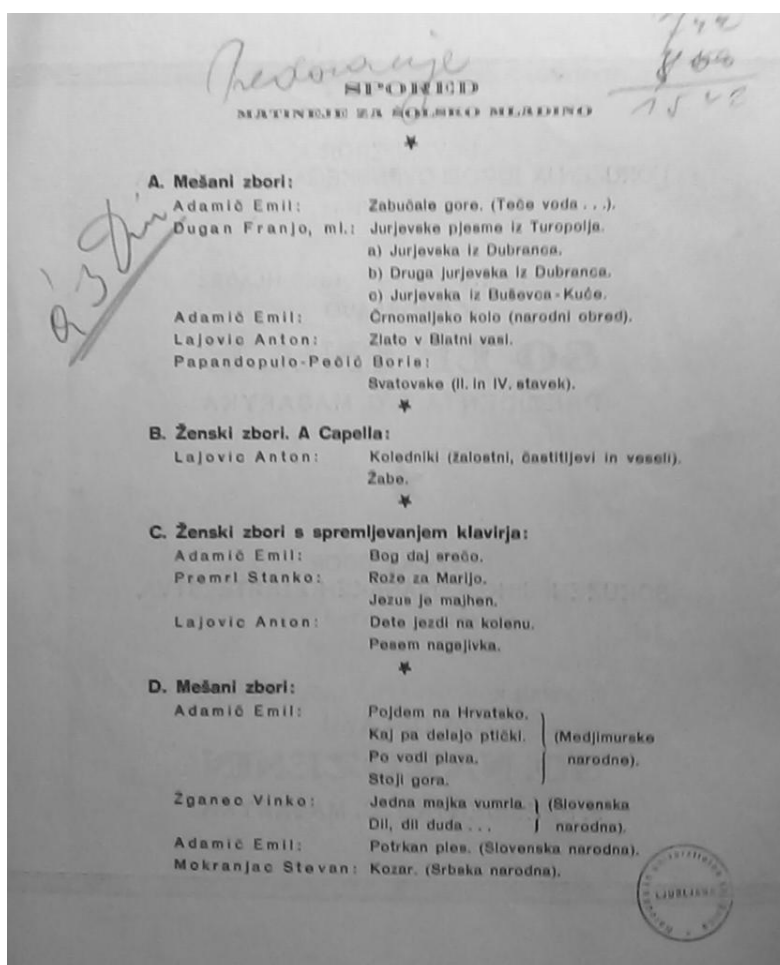 SPORED
MATINEJE ZA ŠOLSKO MLADINO
A. Mešani zbori:
Adamič Emil: Zabučale gore. (Teče voda . . .).
Dugan Franjo, ml.: Jurjevske pjesme iz Turopolja.
a) Jurjevska iz Dubranca.
b) Druga jurjevska iz Dubranca.
c) Jurjevska iz Buševca-Kuče.
Adamič Emil: Črnomaljsko kolo (narodni obred).
Lajovic Anton: Zlato v Blatni vasi.
Papandopulo-Pečić Boris:
Svatovske (II. in IV. stavek).
B. Ženski zbori. A Capella:
Lajovic Anton: Koledniki (žalostni, častitljevi in veseli).
Žabe.
C. Ženski zbori s spremljevanjem klavirja:
Adamič Emil: Bog daj srečo.
Premrl Stanko: Rože za Marijo.
Jezus je majhen.
Lajovic Anton: Dete jezdi na kolenu.
Pesem nagajivka.
D. Mešani zbori:
Adamič Emil: Pojdem na Hrvatsko.
Kaj pa delajo ptički. (Medjimurske
Po vodi plava. narodne).
Stoji gora.
Žganec Vinko: Jedna majka vumrla. (Slovenska
Dil, dil duda . . . narodna).
Adamič Emil: Potrkan ples. (Slovenska narodna).
Mokranjac Stevan: Kozar. (Srbska narodna).
LJUBLJANA